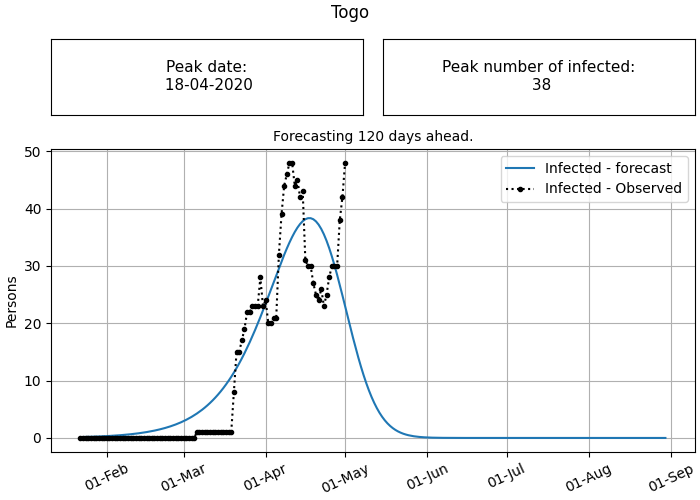 Togo
Peak date:
18-04-2020
Peak number of infected:
38
Forecasting 120 days ahead.
Infected - forecast
Infected - Observed
Persons
50
40
30
20
10
0
01-Feb
01-Mar
01-Apr
01-May
01-Jun
01-Jul
01-Aug
01-Sep